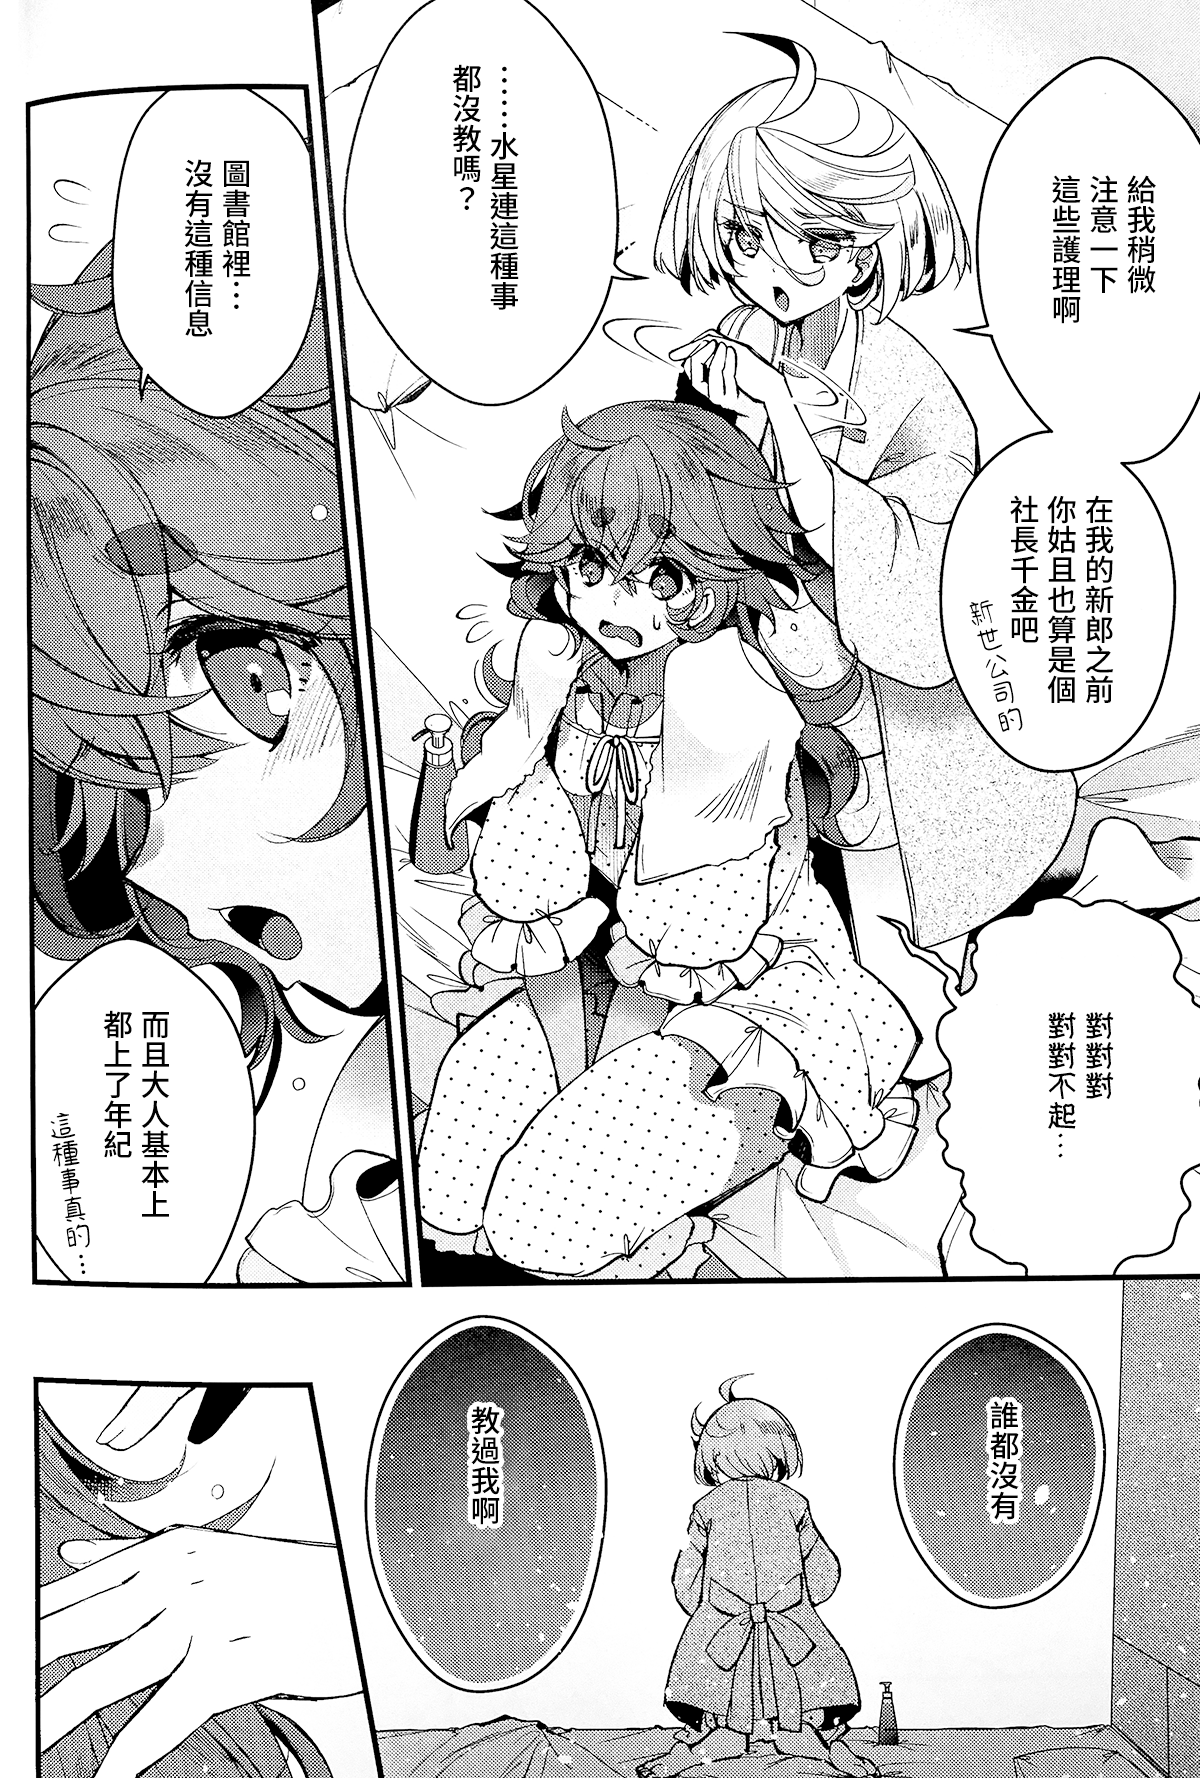 給我稍微
注意一下
這些護理啊
在我的新郎之前
你姑且也算是個
社長千金吧
新世公司的
……水星連這種事
都沒教嗎？
對對對
對對不起…
圖書館裡…
沒有這種信息
而且大人基本上
都上了年紀
這種事真的…
誰都沒有
教過我啊